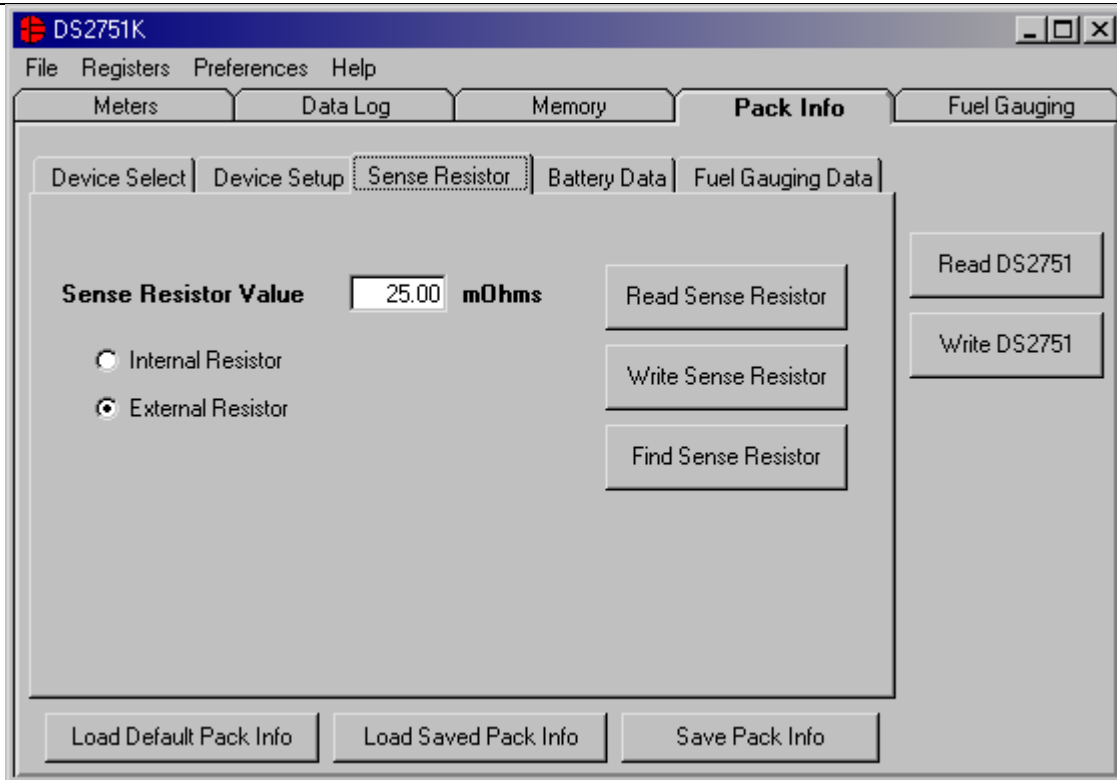 DS2751K
File Registers Preferences Help
Meters Data Log Memory Pack Info Fuel Gauging
Device Select Device Setup Sense Resistor Battery Data Fuel Gauging Data
Sense Resistor Value 25.00 mOhms
Internal Resistor
External Resistor
Read Sense Resistor
Write Sense Resistor
Find Sense Resistor
Read DS2751
Write DS2751
Load Default Pack Info Load Saved Pack Info Save Pack Info